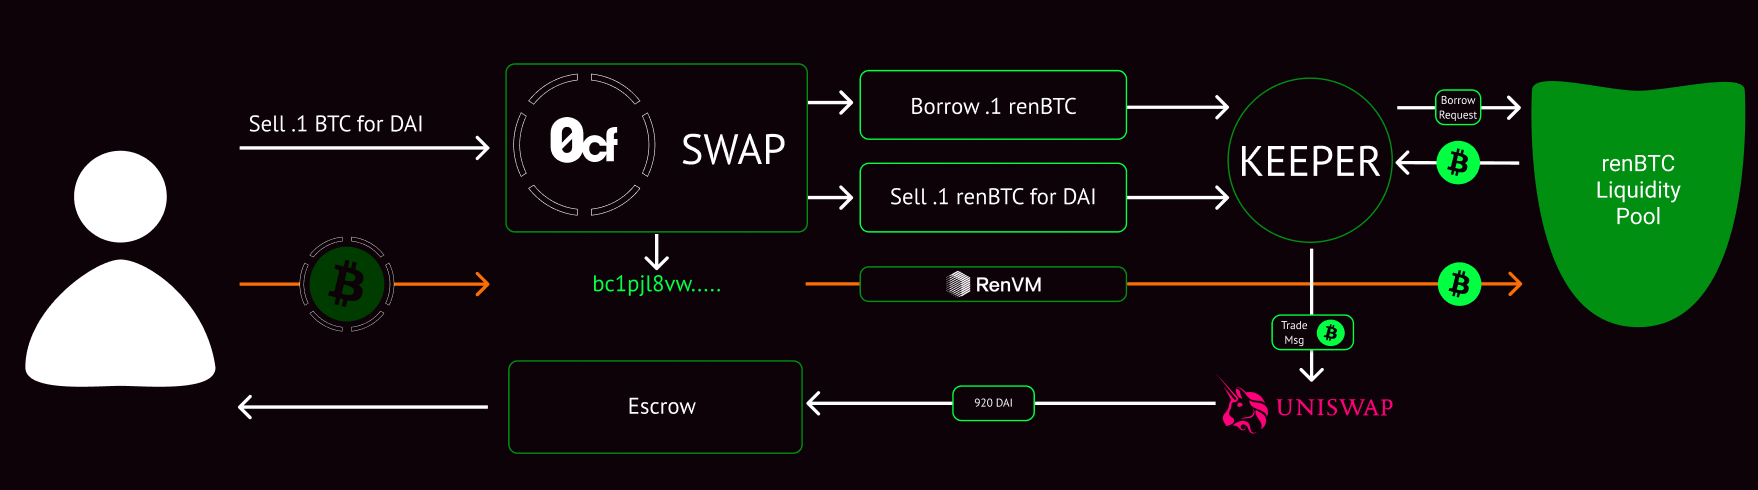 Sell .1 BTC for DAI
0cf
SWAP
Borrow .1 renBTC
Sell .1 renBTC for DAI
KEEPER
Borrow
Request
renBTC
Liquidity
Pool
bc1pjl8vw.....
RenVM
Trade
Msg
Escrow
920 DAI
UNISWAP